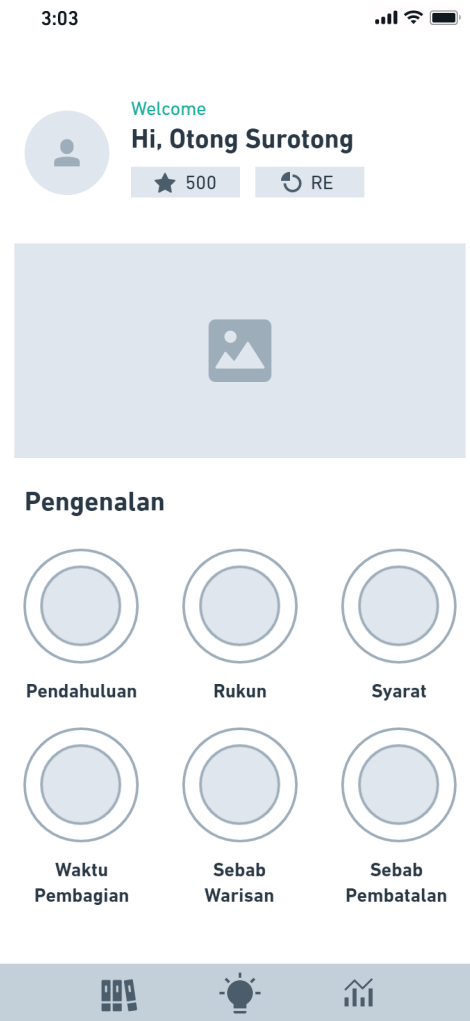 3:03
Welcome
Hi, Otong Surotong
500
RE
Pengenalan
Pendahuluan
Rukun
Syarat
Waktu
Pembagian
Sebab
Warisan
Sebab
Pembatalan